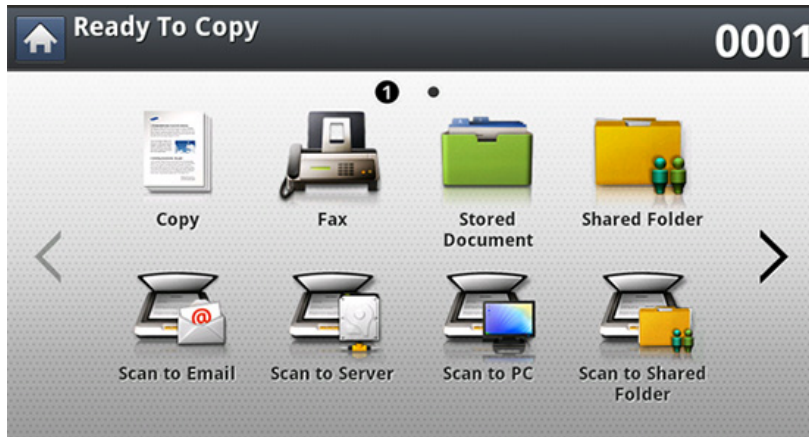 Ready To Copy
0001
1
Copy
Fax
Stored
Document
Shared Folder
@
Scan to Email
Scan to Server
Scan to PC
Scan to Shared
Folder